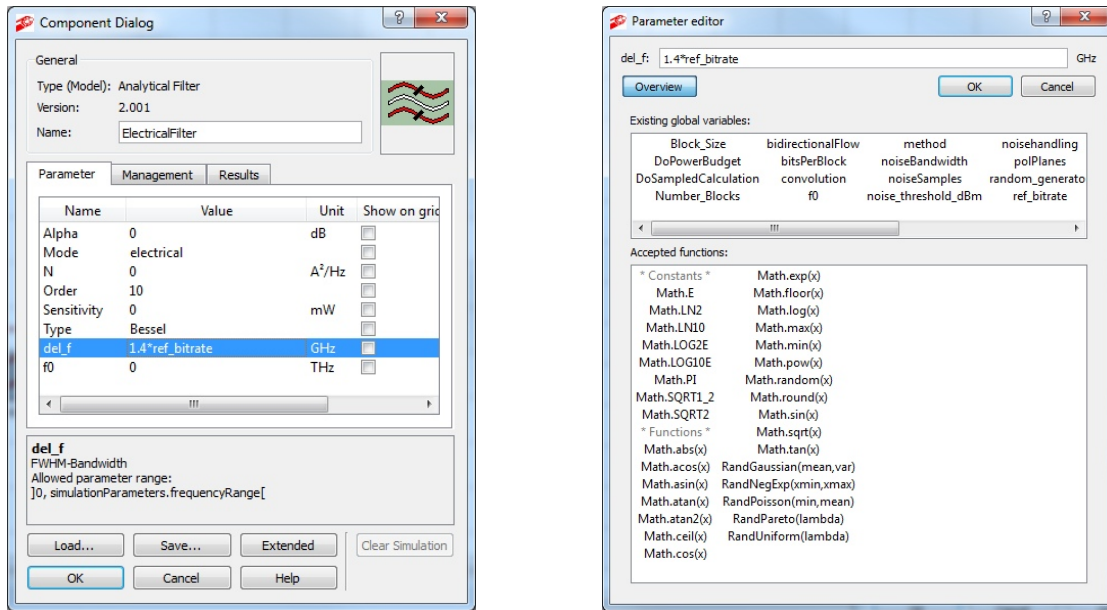 Component Dialog
General
Type (Model): Analytical Filter
Version: 2.001
Name: ElectricalFilter
Parameter Management Results
Name Value Unit Show on grid
Alpha 0 dB
Mode electrical
N 0 A²/Hz
Order 10
Sensitivity 0 mW
Type Bessel
del_f 1.4*ref_bitrate GHz
f0 0 THz
del_f
FWHM-Bandwidth
Allowed parameter range:
]0, simulationParameters.frequencyRange[
Load... Save... Extended Clear Simulation
OK Cancel Help
Parameter editor
del_f: 1.4*ref_bitrate GHz
Overview OK Cancel
Existing global variables:
Block_Size bidirectionalFlow method noisehandling
DoPowerBudget bitsPerBlock noiseBandwidth polPlanes
DoSampledCalculation convolution noiseSamples random_generato
Number_Blocks f0 noise_threshold_dBm ref_bitrate
Accepted functions:
* Constants * Math.exp(x)
Math.E Math.floor(x)
Math.LN2 Math.log(x)
Math.LN10 Math.max(x)
Math.LOG2E Math.min(x)
Math.LOG10E Math.pow(x)
Math.PI Math.random(x)
Math.SQRT1_2 Math.round(x)
Math.SQRT2 Math.sin(x)
* Functions * Math.sqrt(x)
Math.abs(x) Math.tan(x)
Math.acos(x) RandGaussian(mean,var)
Math.asin(x) RandNegExp(xmin,xmax)
Math.atan(x) RandPoisson(min,mean)
Math.atan2(x) RandPareto(lambda)
Math.ceil(x) RandUniform(lambda)
Math.cos(x)